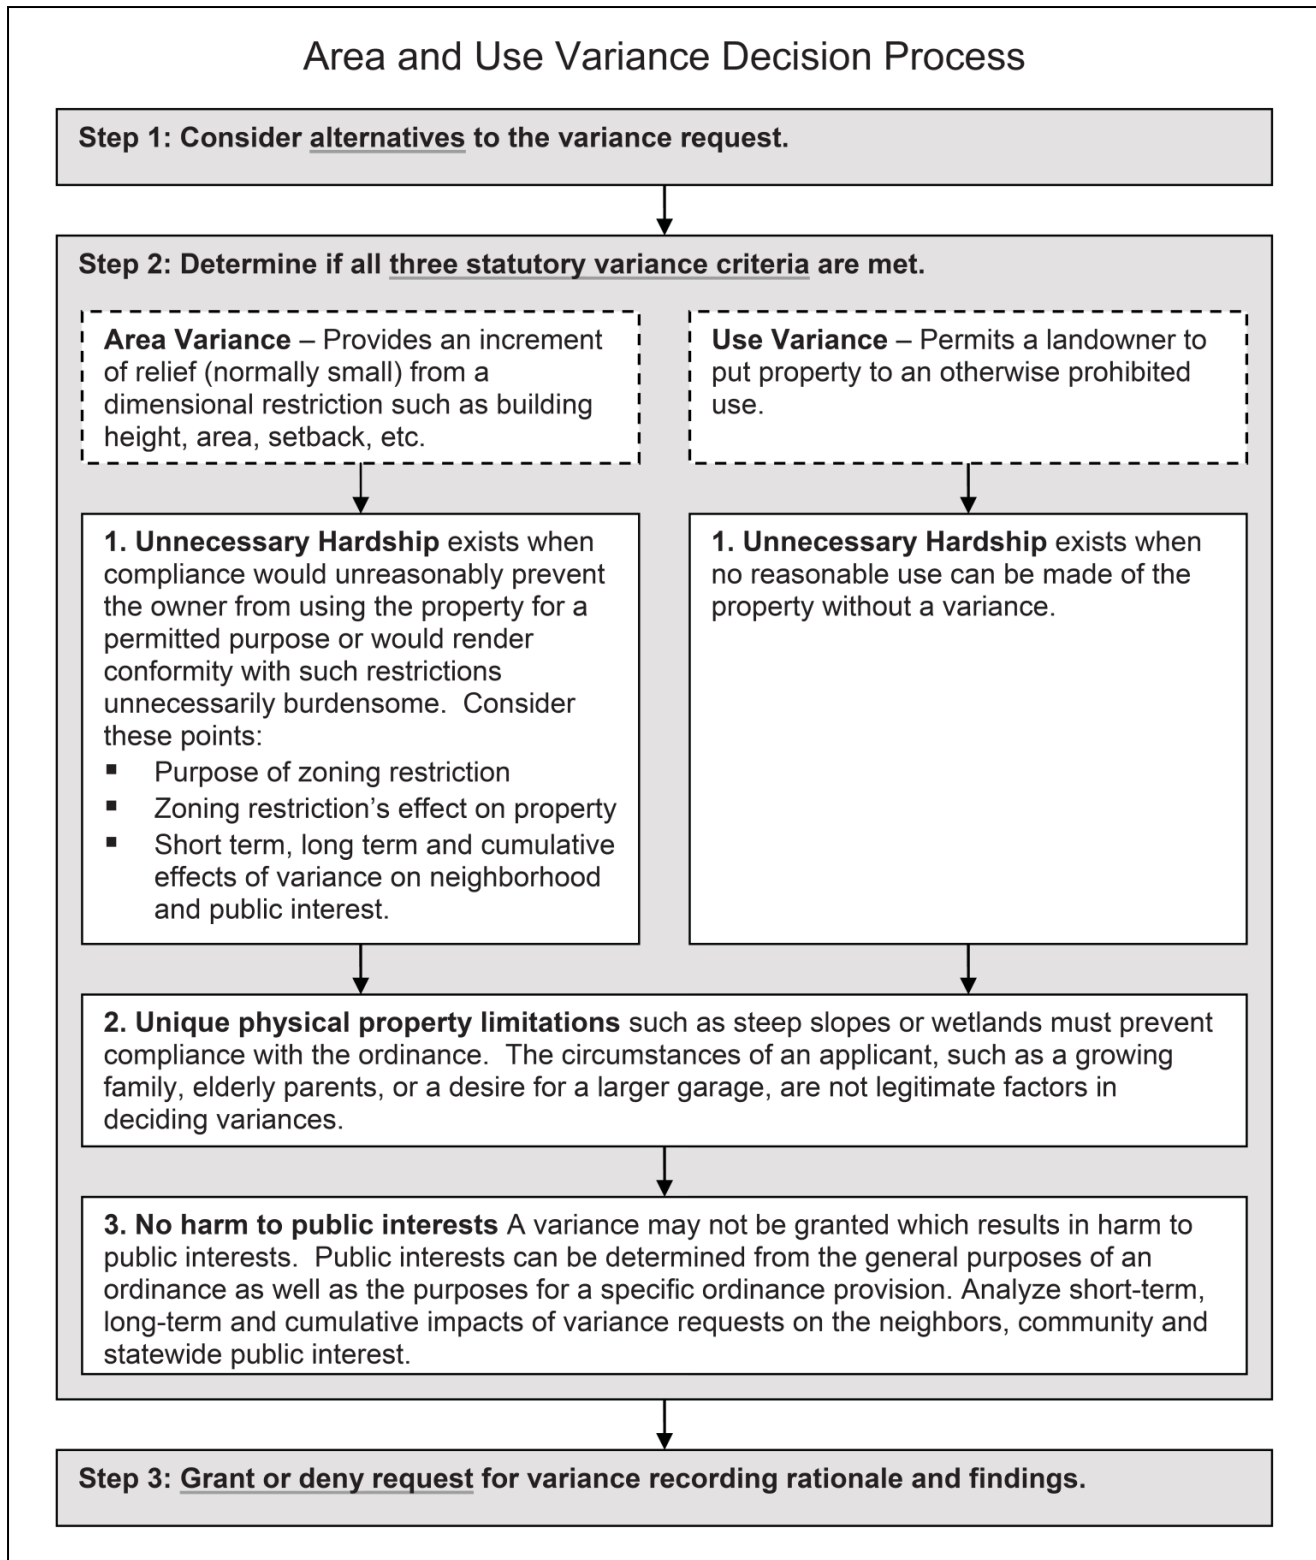 Area and Use Variance Decision Process
Step 1: Consider alternatives to the variance request.
Step 2: Determine if all three statutory variance criteria are met.
Area Variance – Provides an increment
of relief (normally small) from a
dimensional restriction such as building
height, area, setback, etc.
Use Variance – Permits a landowner to
put property to an otherwise prohibited
use.
1. Unnecessary Hardship exists when
compliance would unreasonably prevent
the owner from using the property for a
permitted purpose or would render
conformity with such restrictions
unnecessarily burdensome.  Consider
these points:
▪ Purpose of zoning restriction
▪ Zoning restriction’s effect on property
▪ Short term, long term and cumulative
effects of variance on neighborhood
and public interest.
1. Unnecessary Hardship exists when
no reasonable use can be made of the
property without a variance.
2. Unique physical property limitations such as steep slopes or wetlands must prevent
compliance with the ordinance.  The circumstances of an applicant, such as a growing
family, elderly parents, or a desire for a larger garage, are not legitimate factors in
deciding variances.
3. No harm to public interests A variance may not be granted which results in harm to
public interests.  Public interests can be determined from the general purposes of an
ordinance as well as the purposes for a specific ordinance provision. Analyze short-term,
long-term and cumulative impacts of variance requests on the neighbors, community and
statewide public interest.
Step 3: Grant or deny request for variance recording rationale and findings.